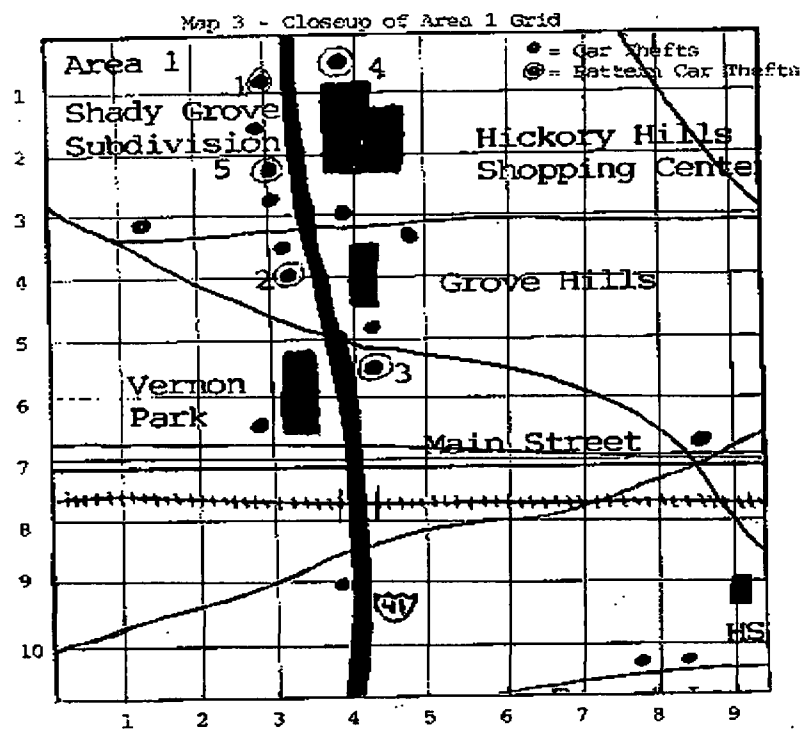 Map 3 - Closeup of Area 1 Grid
Area 1
= Car Thefts
= Pattern Car Thefts
1
4
1
Shady Grove
Subdivision
Hickory Hills
Shopping Cente
2
5
3
2
4
Grove Hills
5
3
Vernon
Park
6
Main Street
7
8
9
41
HS
10
1 2 3 4 5 6 7 8 9